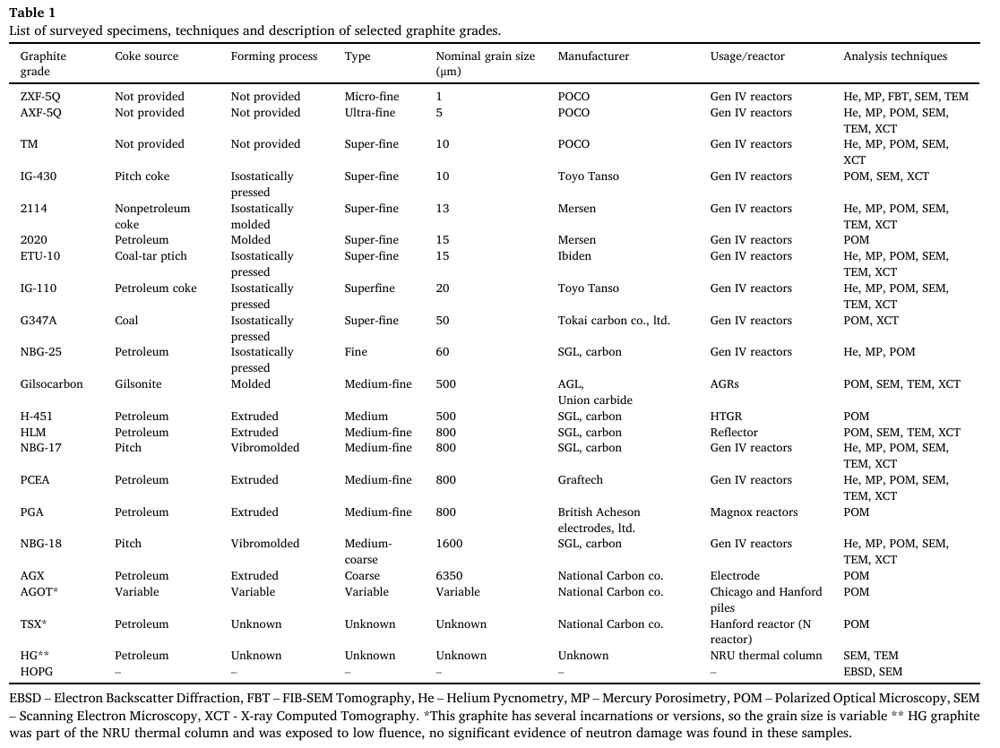 Table 1
List of surveyed specimens, techniques and description of selected graphite grades.
Graphite grade Coke source Forming process Type Nominal grain size (μm) Manufacturer Usage/reactor Analysis techniques
ZXF-5Q Not provided Not provided Micro-fine 1 POCO Gen IV reactors He, MP, FBT, SEM, TEM
AXF-5Q Not provided Not provided Ultra-fine 5 POCO Gen IV reactors He, MP, POM, SEM, TEM, XCT
TM Not provided Not provided Super-fine 10 POCO Gen IV reactors He, MP, POM, SEM, XCT
IG-430 Pitch coke Isostatically pressed Super-fine 10 Toyo Tanso Gen IV reactors POM, SEM, XCT
2114 Nonpetroleum coke Isostatically molded Super-fine 13 Mersen Gen IV reactors He, MP, POM, SEM, TEM, XCT
2020 Petroleum Molded Super-fine 15 Mersen Gen IV reactors POM
ETU-10 Coal-tar ptich Isostatically pressed Super-fine 15 Ibiden Gen IV reactors He, MP, POM, SEM, TEM, XCT
IG-110 Petroleum coke Isostatically pressed Superfine 20 Toyo Tanso Gen IV reactors He, MP, POM, SEM, TEM, XCT
G347A Coal Isostatically pressed Super-fine 50 Tokai carbon co., ltd. Gen IV reactors POM, XCT
NBG-25 Petroleum Isostatically pressed Fine 60 SGL, carbon Gen IV reactors He, MP, POM
Gilsocarbon Gilsonite Molded Medium-fine 500 AGL, Union carbide AGRs POM, SEM, TEM, XCT
H-451 Petroleum Extruded Medium 500 SGL, carbon HTGR POM
HLM Petroleum Extruded Medium-fine 800 SGL, carbon Reflector POM, SEM, TEM, XCT
NBG-17 Pitch Vibromolded Medium-fine 800 SGL, carbon Gen IV reactors He, MP, POM, SEM, TEM, XCT
PCEA Petroleum Extruded Medium-fine 800 Graftech Gen IV reactors He, MP, POM, SEM, TEM, XCT
PGA Petroleum Extruded Medium-fine 800 British Acheson electrodes, ltd. Magnox reactors POM
NBG-18 Pitch Vibromolded Medium-coarse 1600 SGL, carbon Gen IV reactors He, MP, POM, SEM, TEM, XCT
AGX Petroleum Extruded Coarse 6350 National Carbon co. Electrode POM
AGOT* Variable Variable Variable Variable National Carbon co. Chicago and Hanford piles POM
TSX* Petroleum Unknown Unknown Unknown National Carbon co. Hanford reactor (N reactor) POM
HG** Petroleum Unknown Unknown Unknown Unknown NRU thermal column SEM, TEM
HOPG – – – – – – EBSD, SEM
EBSD – Electron Backscatter Diffraction, FBT – FIB-SEM Tomography, He – Helium Pycnometry, MP – Mercury Porosimetry, POM – Polarized Optical Microscopy, SEM
– Scanning Electron Microscopy, XCT - X-ray Computed Tomography. *This graphite has several incarnations or versions, so the grain size is variable ** HG graphite
was part of the NRU thermal column and was exposed to low fluence, no significant evidence of neutron damage was found in these samples.